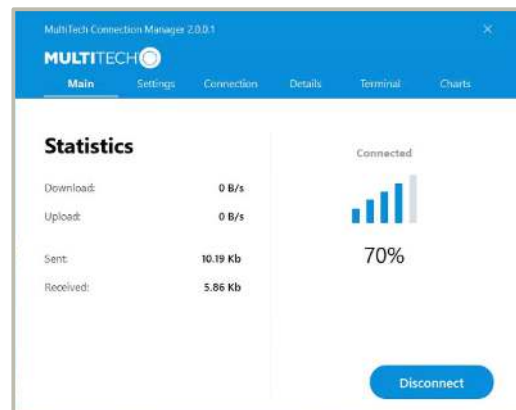 MultiTech Connection Manager 2.0.0.1
MULTITECH
Main Settings Connection Details Terminal Charts
Statistics
Connected
Download: 0 B/s
Upload: 0 B/s
70%
Sent: 10.19 Kb
Received: 5.86 Kb
Disconnect